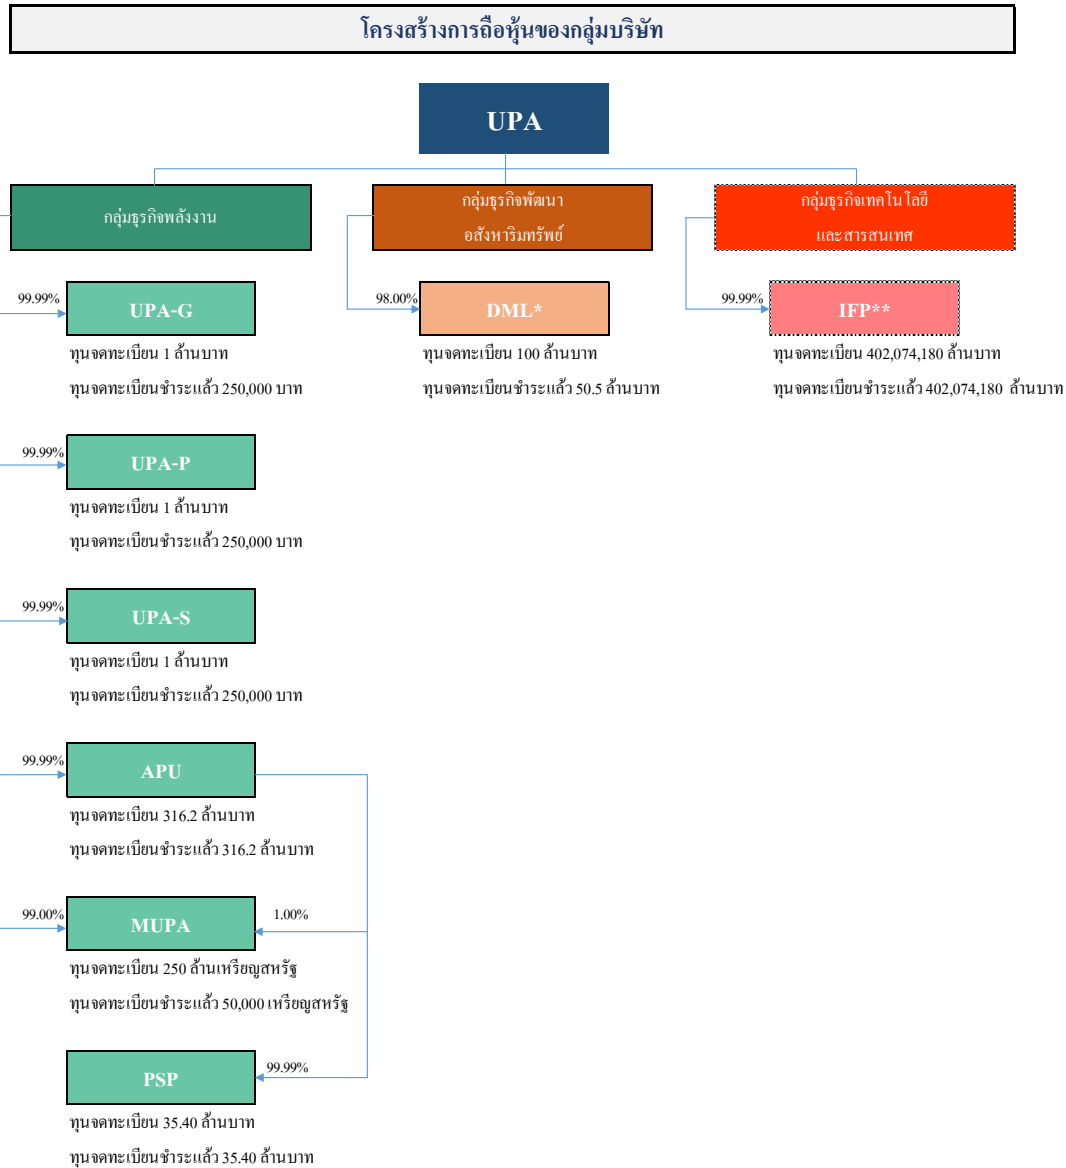 โครงสร้างการถือหุ้นของกลุ่มบริษัท
UPA
กลุ่มธุรกิจพลังงาน
กลุ่มธุรกิจพัฒนา
อสังหาริมทรัพย์
กลุ่มธุรกิจเทคโนโลยี
และสารสนเทศ
99.99%
UPA-G
98.00%
DML*
99.99%
IFP**
ทุนจดทะเบียน 1 ล้านบาท
ทุนจดทะเบียนชำระแล้ว 250,000 บาท
ทุนจดทะเบียน 100 ล้านบาท
ทุนจดทะเบียนชำระแล้ว 50.5 ล้านบาท
ทุนจดทะเบียน 402,074,180 ล้านบาท
ทุนจดทะเบียนชำระแล้ว 402,074,180 ล้านบาท
99.99%
UPA-P
ทุนจดทะเบียน 1 ล้านบาท
ทุนจดทะเบียนชำระแล้ว 250,000 บาท
99.99%
UPA-S
ทุนจดทะเบียน 1 ล้านบาท
ทุนจดทะเบียนชำระแล้ว 250,000 บาท
99.99%
APU
ทุนจดทะเบียน 316.2 ล้านบาท
ทุนจดทะเบียนชำระแล้ว 316.2 ล้านบาท
99.00%
MUPA
1.00%
ทุนจดทะเบียน 250 ล้านเหรียญสหรัฐ
ทุนจดทะเบียนชำระแล้ว 50,000 เหรียญสหรัฐ
PSP
99.99%
ทุนจดทะเบียน 35.40 ล้านบาท
ทุนจดทะเบียนชำระแล้ว 35.40 ล้านบาท